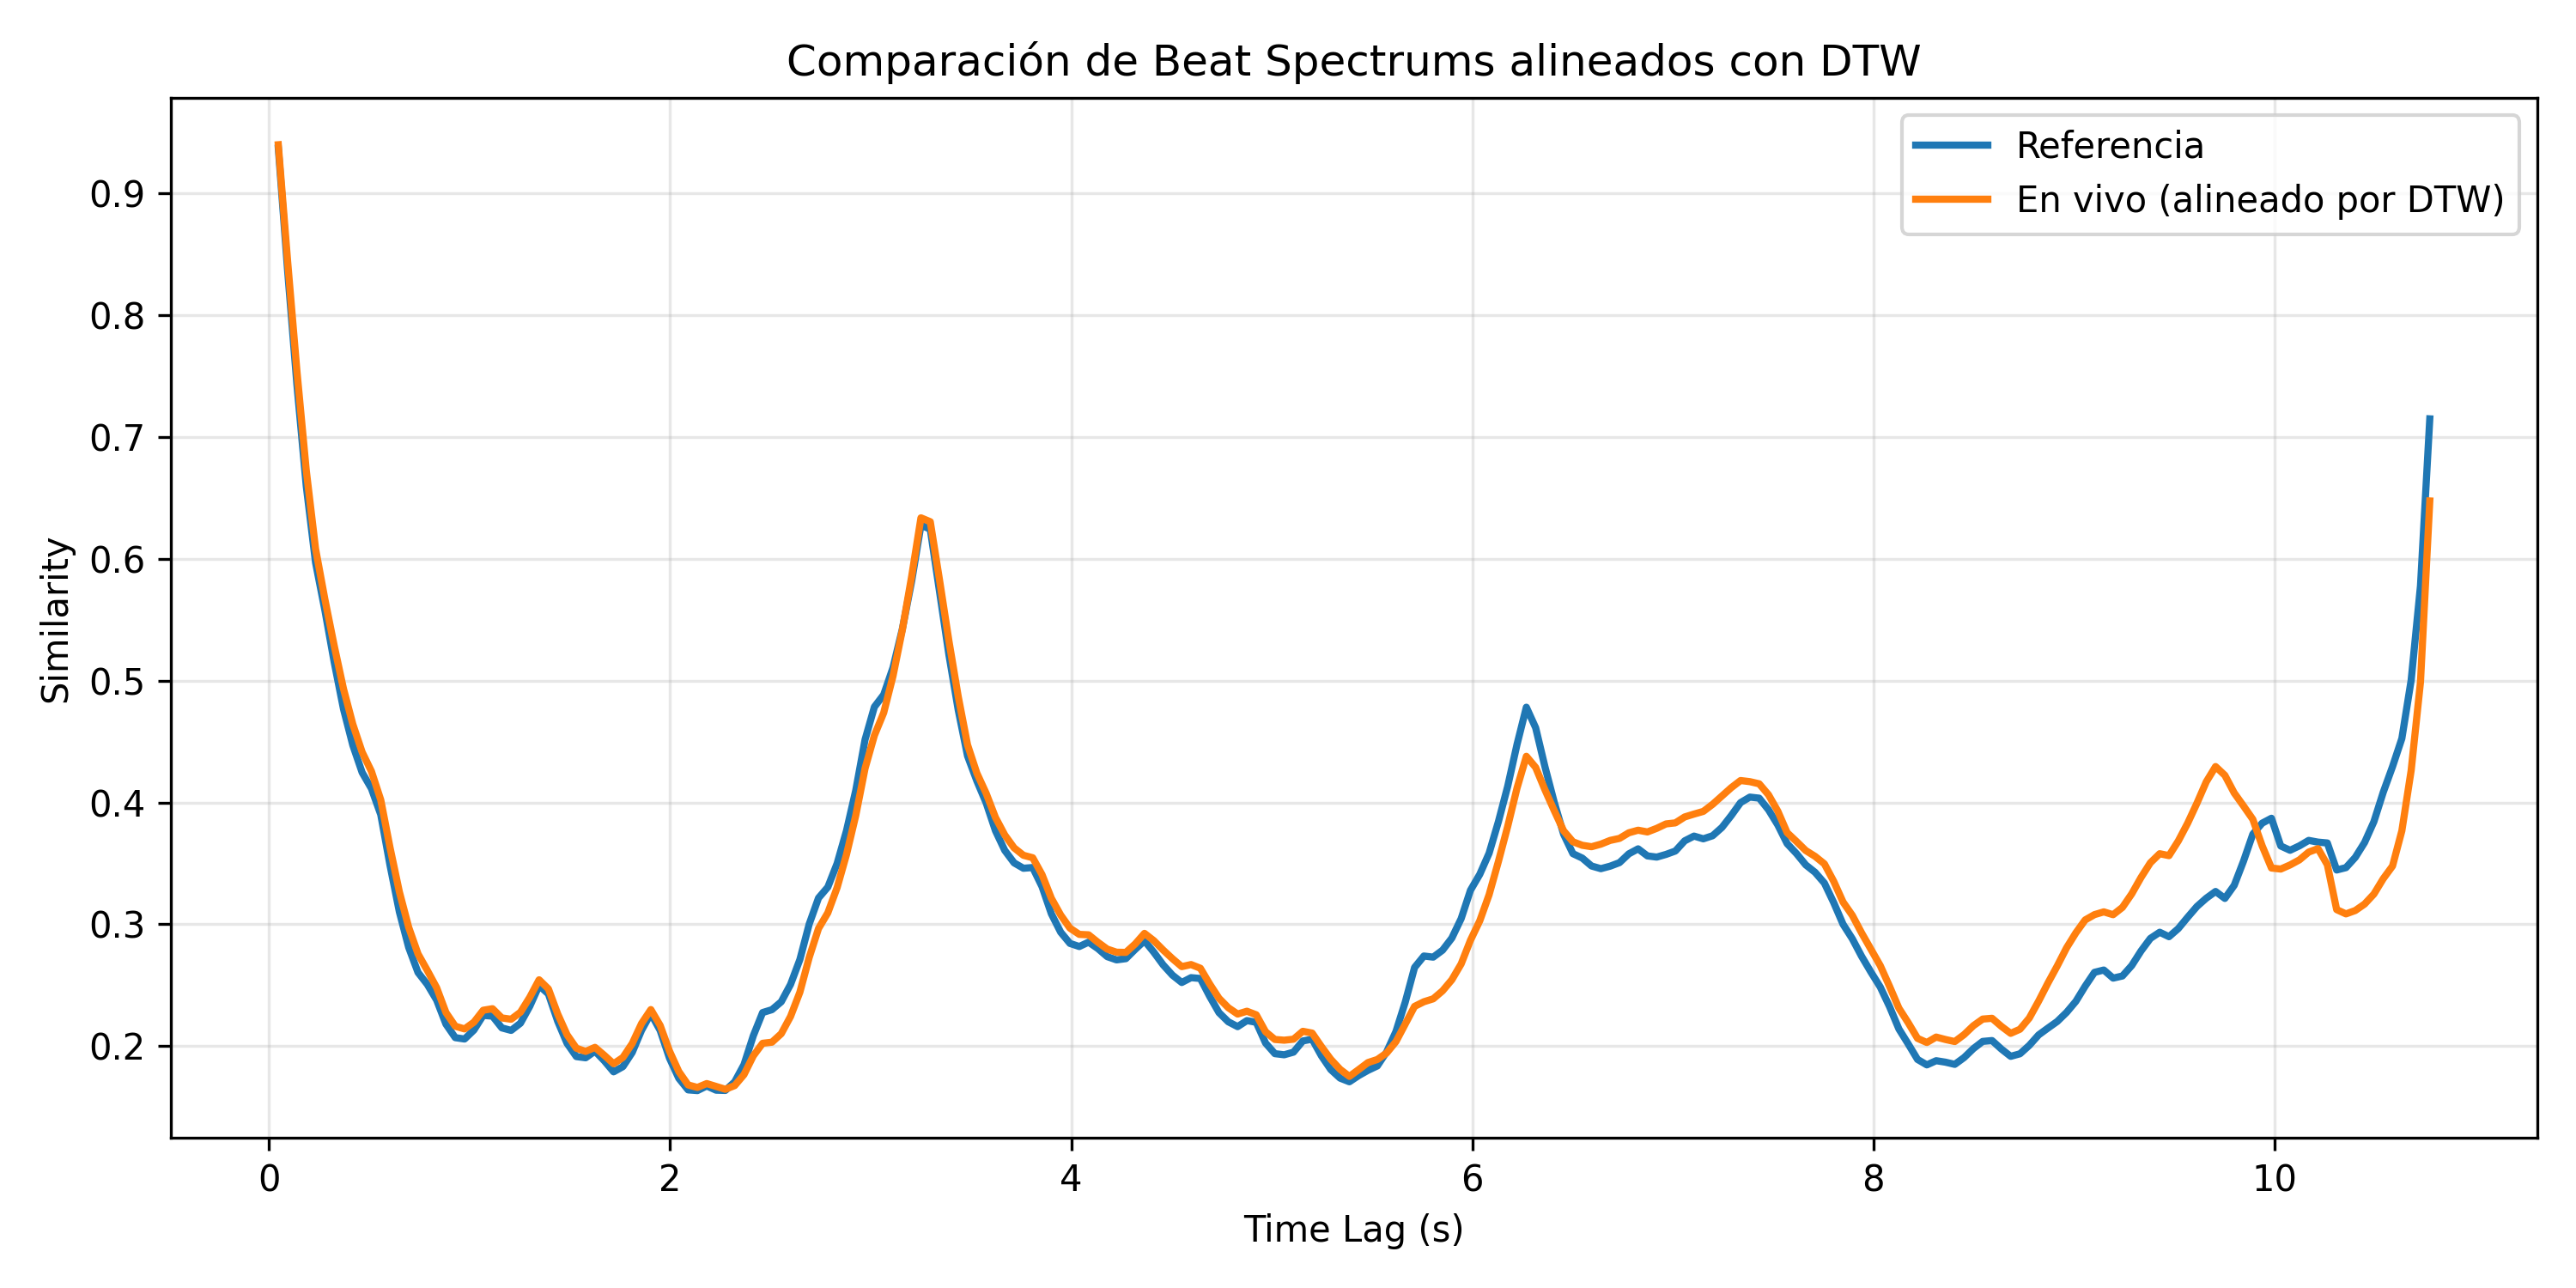 Comparación de Beat Spectrums alineados con DTW
Referencia
En vivo (alineado por DTW)
Similarity
0.9
0.8
0.7
0.6
0.5
0.4
0.3
0.2
0 2 4 6 8 10
Time Lag (s)